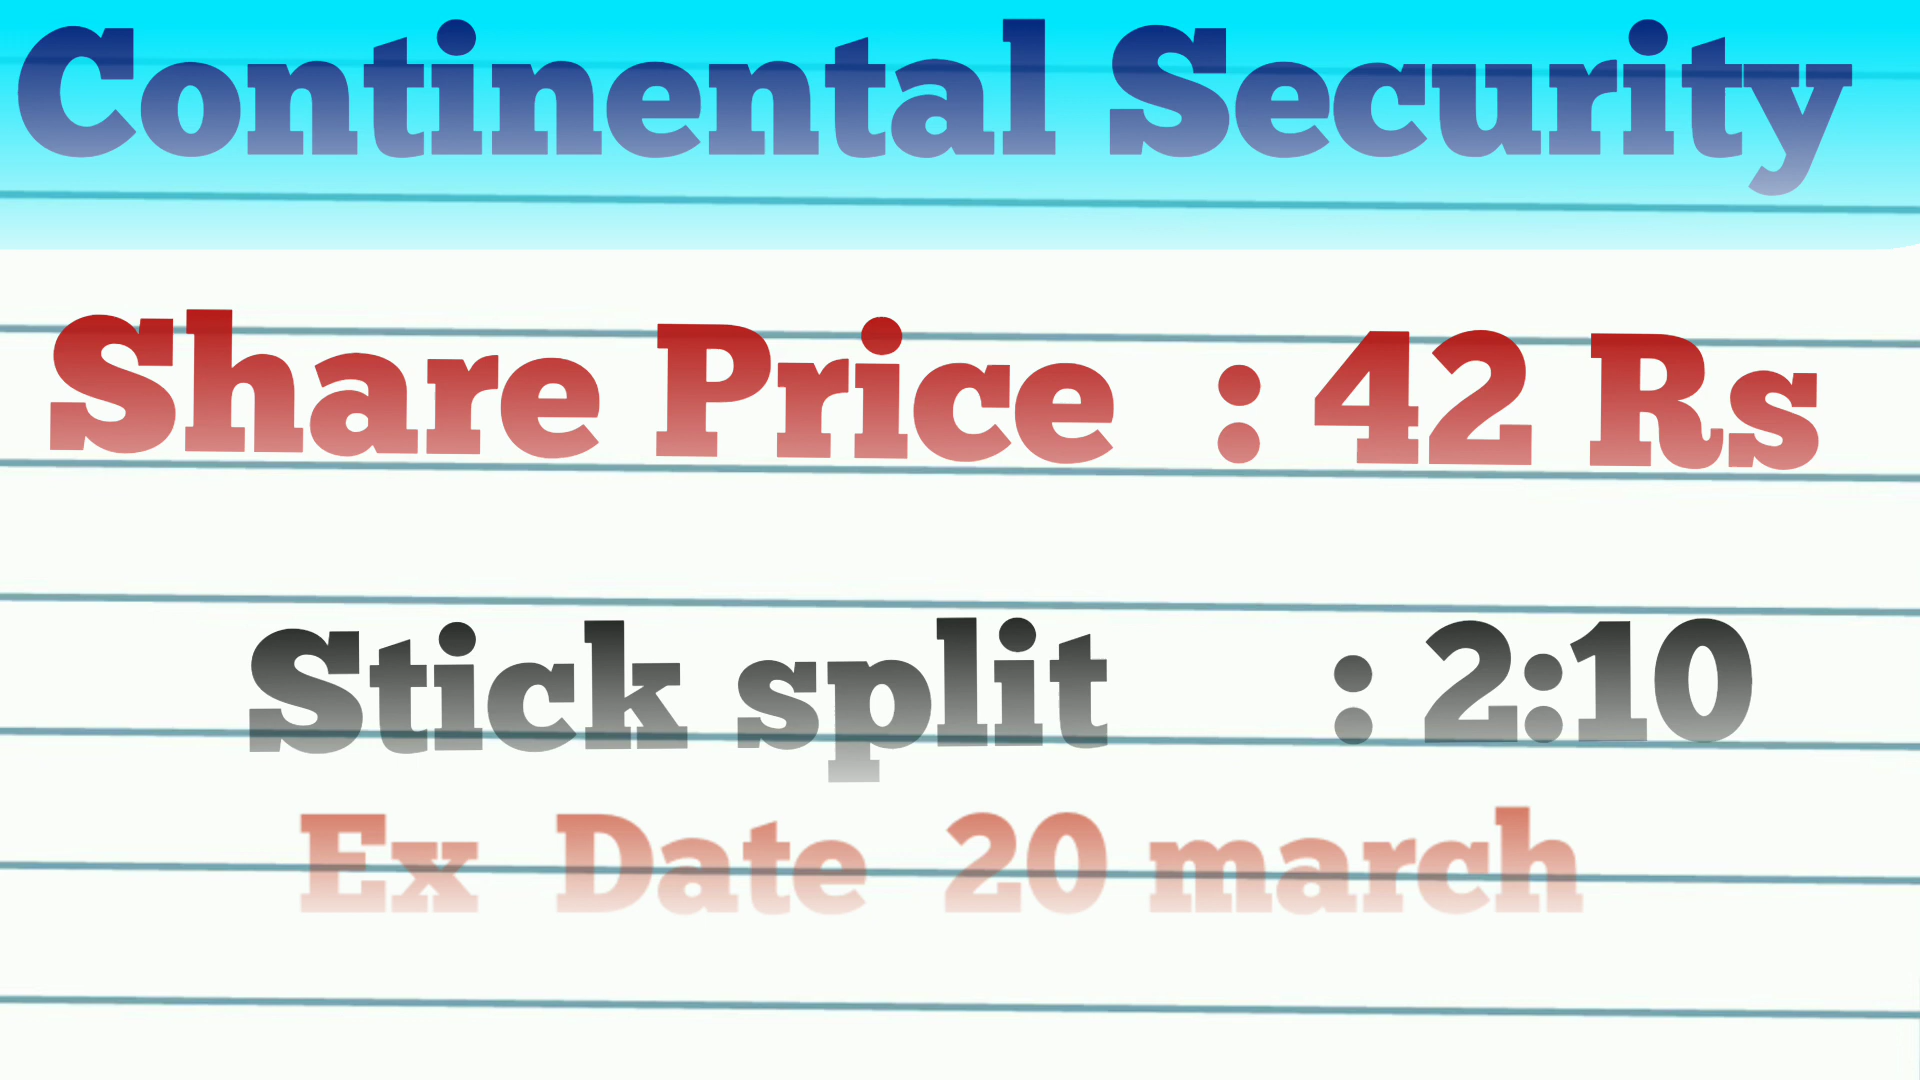 Continental Security
Share Price : 42 Rs
Stick split : 2:10
Ex Date 20 march